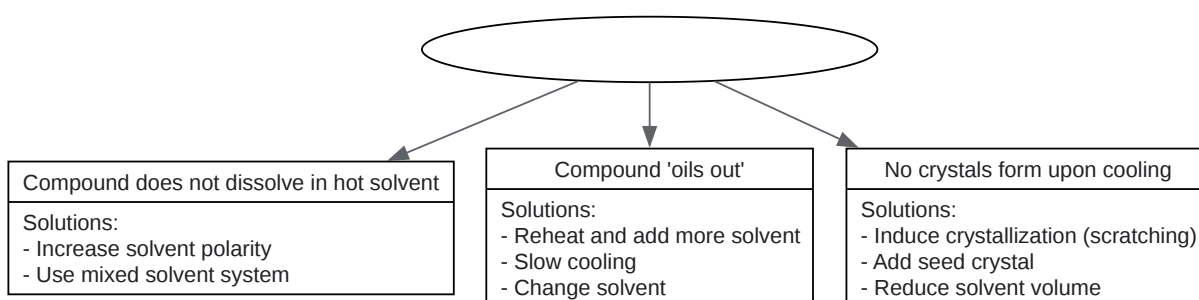 Compound does not dissolve in hot solvent
Solutions:
- Increase solvent polarity
- Use mixed solvent system
Compound 'oils out'
Solutions:
- Reheat and add more solvent
- Slow cooling
- Change solvent
No crystals form upon cooling
Solutions:
- Induce crystallization (scratching)
- Add seed crystal
- Reduce solvent volume